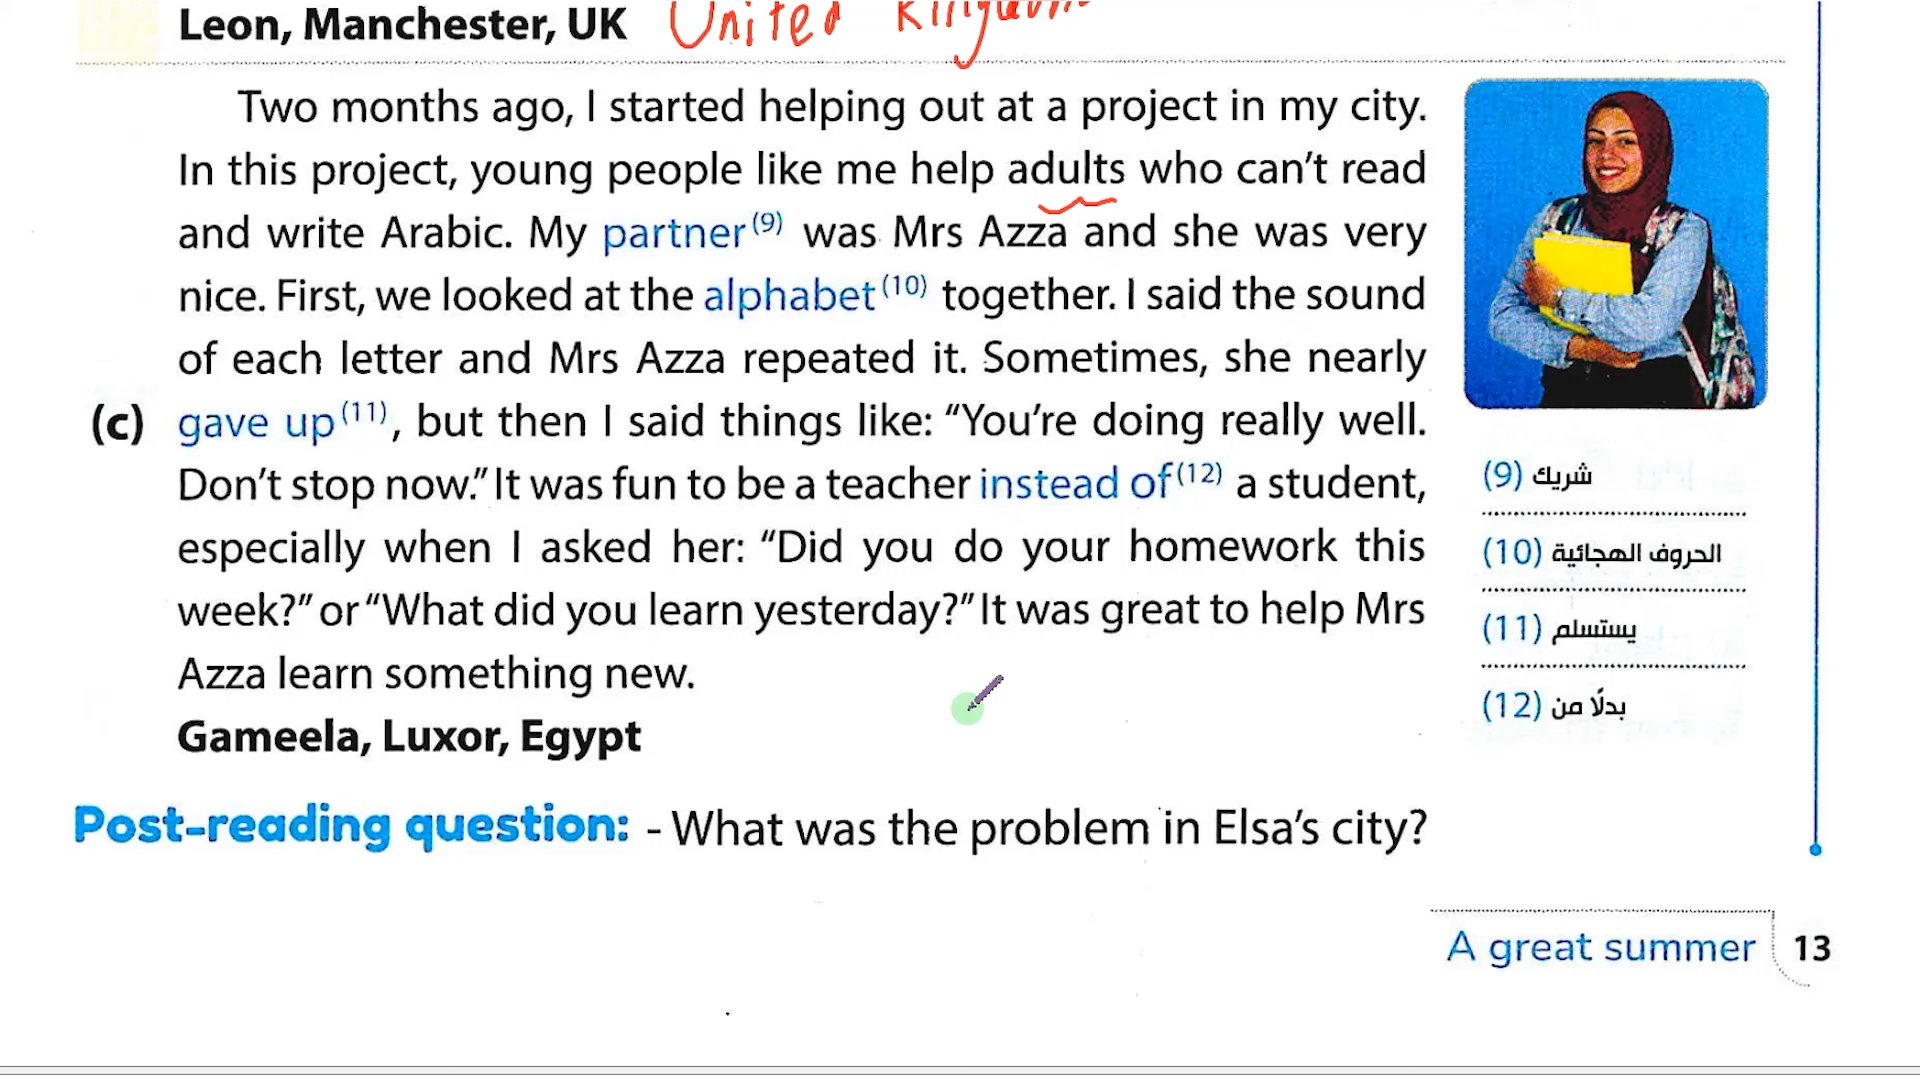 Leon, Manchester, UK United Kingdom
Two months ago, I started helping out at a project in my city.
In this project, young people like me help adults who can't read
and write Arabic. My partner(9) was Mrs Azza and she was very
nice. First, we looked at the alphabet(10) together. I said the sound
of each letter and Mrs Azza repeated it. Sometimes, she nearly
(c) gave up(11), but then I said things like: “You're doing really well.
Don't stop now.” It was fun to be a teacher instead of(12) a student,
especially when I asked her: “Did you do your homework this
week?” or “What did you learn yesterday?” It was great to help Mrs
Azza learn something new.
Gameela, Luxor, Egypt
(9) شريك
(10) الحروف الهجائية
(11) يستسلم
(12) بدلًا من
Post-reading question: - What was the problem in Elsa's city?
A great summer 13